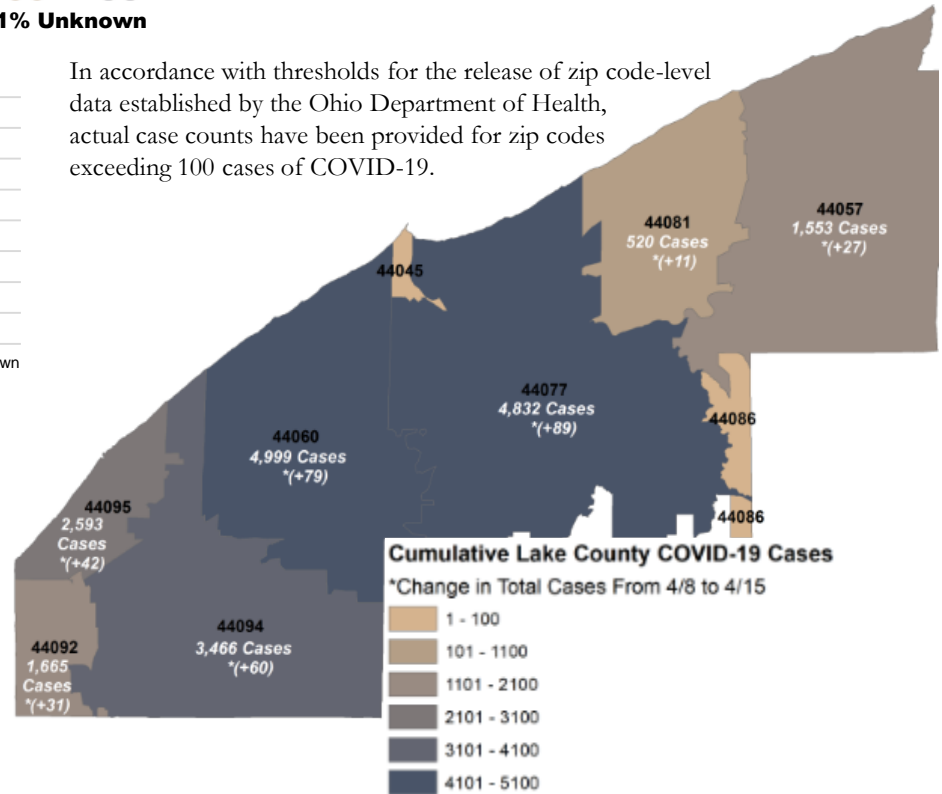 1% Unknown
In accordance with thresholds for the release of zip code-level
data established by the Ohio Department of Health,
actual case counts have been provided for zip codes
exceeding 100 cases of COVID-19.
44057
1,553 Cases
*(+27)
44081
520 Cases
*(+11)
44045
wn
44077
4,832 Cases
*(+89)
44086
44060
4,999 Cases
*(+79)
44095
2,593
Cases
*(+42)
44086
44094
3,466 Cases
*(+60)
44092
1,665
Cases
*(+31)
Cumulative Lake County COVID-19 Cases
*Change in Total Cases From 4/8 to 4/15
1 - 100
101 - 1100
1101 - 2100
2101 - 3100
3101 - 4100
4101 - 5100